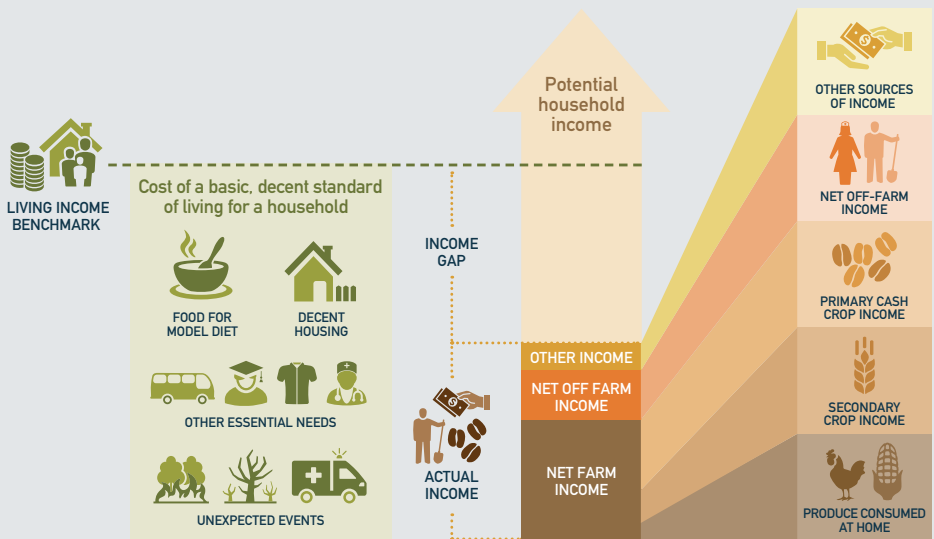 LIVING INCOME
BENCHMARK
Cost of a basic, decent standard
of living for a household
FOOD FOR
MODEL DIET
DECENT
HOUSING
OTHER ESSENTIAL NEEDS
UNEXPECTED EVENTS
INCOME
GAP
ACTUAL
INCOME
Potential
household
income
OTHER INCOME
NET OFF FARM
INCOME
NET FARM
INCOME
OTHER SOURCES
OF INCOME
NET OFF-FARM
INCOME
PRIMARY CASH
CROP INCOME
SECONDARY
CROP INCOME
PRODUCE CONSUMED
AT HOME